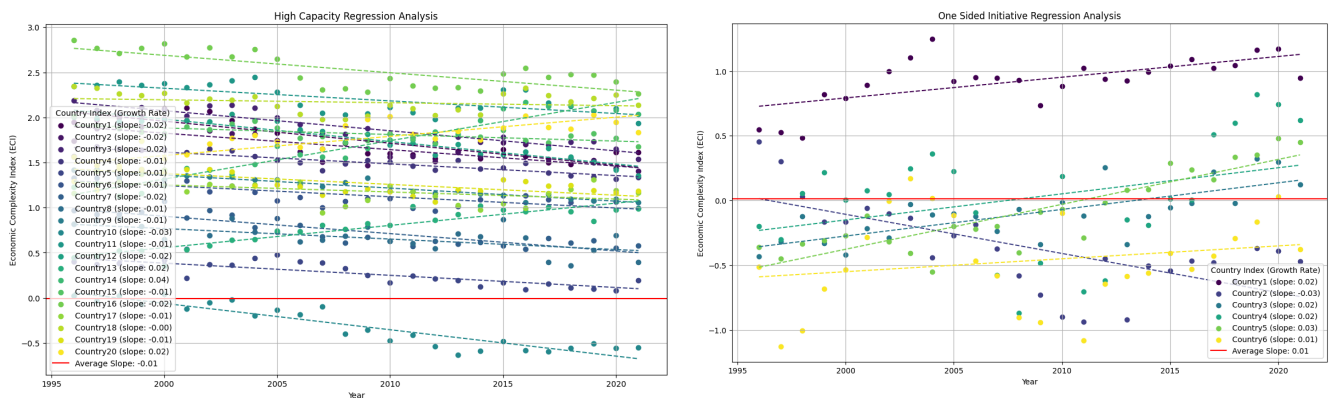 High Capacity Regression Analysis
3.0
2.5
2.0
1.5
1.0
0.5
0.0
−0.5
Economic Complexity Index (ECI)
Country Index (Growth Rate)
Country1 (slope: -0.02)
Country2 (slope: -0.02)
Country3 (slope: -0.02)
Country4 (slope: -0.01)
Country5 (slope: -0.01)
Country6 (slope: -0.01)
Country7 (slope: -0.02)
Country8 (slope: -0.01)
Country9 (slope: -0.01)
Country10 (slope: -0.03)
Country11 (slope: -0.01)
Country12 (slope: -0.02)
Country13 (slope: 0.02)
Country14 (slope: 0.04)
Country15 (slope: -0.01)
Country16 (slope: -0.02)
Country17 (slope: -0.01)
Country18 (slope: -0.00)
Country19 (slope: -0.01)
Country20 (slope: 0.02)
Average Slope: -0.01
1995 2000 2005 2010 2015 2020
Year
One Sided Initiative Regression Analysis
1.0
0.5
0.0
−0.5
−1.0
Economic Complexity Index (ECI)
Country Index (Growth Rate)
Country1 (slope: 0.02)
Country2 (slope: -0.03)
Country3 (slope: 0.02)
Country4 (slope: 0.02)
Country5 (slope: 0.03)
Country6 (slope: 0.01)
Average Slope: 0.01
1995 2000 2005 2010 2015 2020
Year